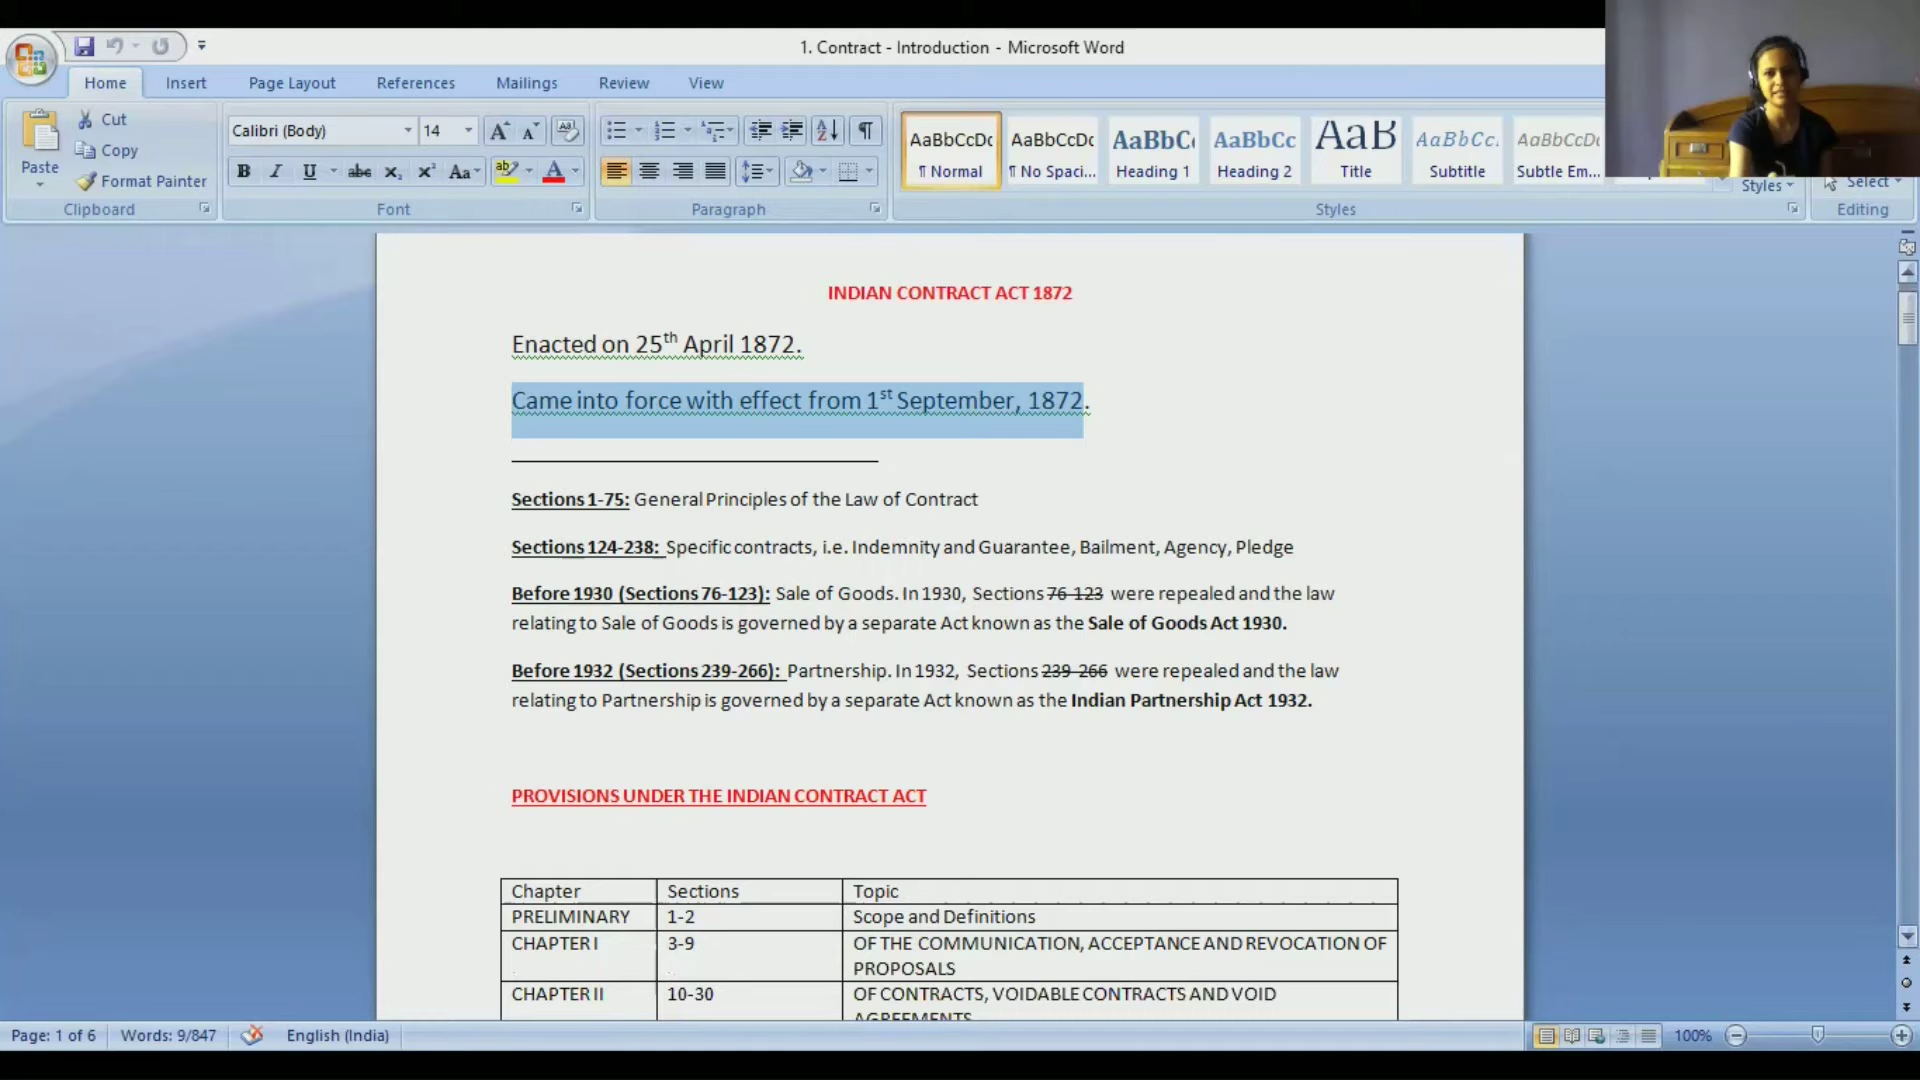 1. Contract - Introduction - Microsoft Word
Home Insert Page Layout References Mailings Review View
Paste
Cut
Copy
Format Painter
Clipboard
Calibri (Body) 14
B I U abc x₂ x² Aa ab A
Font
Paragraph
AaBbCcDc AaBbCcDc AaBbC AaBbCc AaB AaBbCc. AaBbCcDc
¶ Normal ¶ No Spaci... Heading 1 Heading 2 Title Subtitle Subtle Em...
Styles
Styles
Select
Editing
INDIAN CONTRACT ACT 1872
Enacted on 25th April 1872.
Came into force with effect from 1st September, 1872.
Sections 1-75: General Principles of the Law of Contract
Sections 124-238: Specific contracts, i.e. Indemnity and Guarantee, Bailment, Agency, Pledge
Before 1930 (Sections 76-123): Sale of Goods. In 1930, Sections 76-123 were repealed and the law
relating to Sale of Goods is governed by a separate Act known as the Sale of Goods Act 1930.
Before 1932 (Sections 239-266): Partnership. In 1932, Sections 239-266 were repealed and the law
relating to Partnership is governed by a separate Act known as the Indian Partnership Act 1932.
PROVISIONS UNDER THE INDIAN CONTRACT ACT
Chapter Sections Topic
PRELIMINARY 1-2 Scope and Definitions
CHAPTER I 3-9 OF THE COMMUNICATION, ACCEPTANCE AND REVOCATION OF
PROPOSALS
CHAPTER II 10-30 OF CONTRACTS, VOIDABLE CONTRACTS AND VOID
AGREEMENTS
Page: 1 of 6 Words: 9/847 English (India) 100%